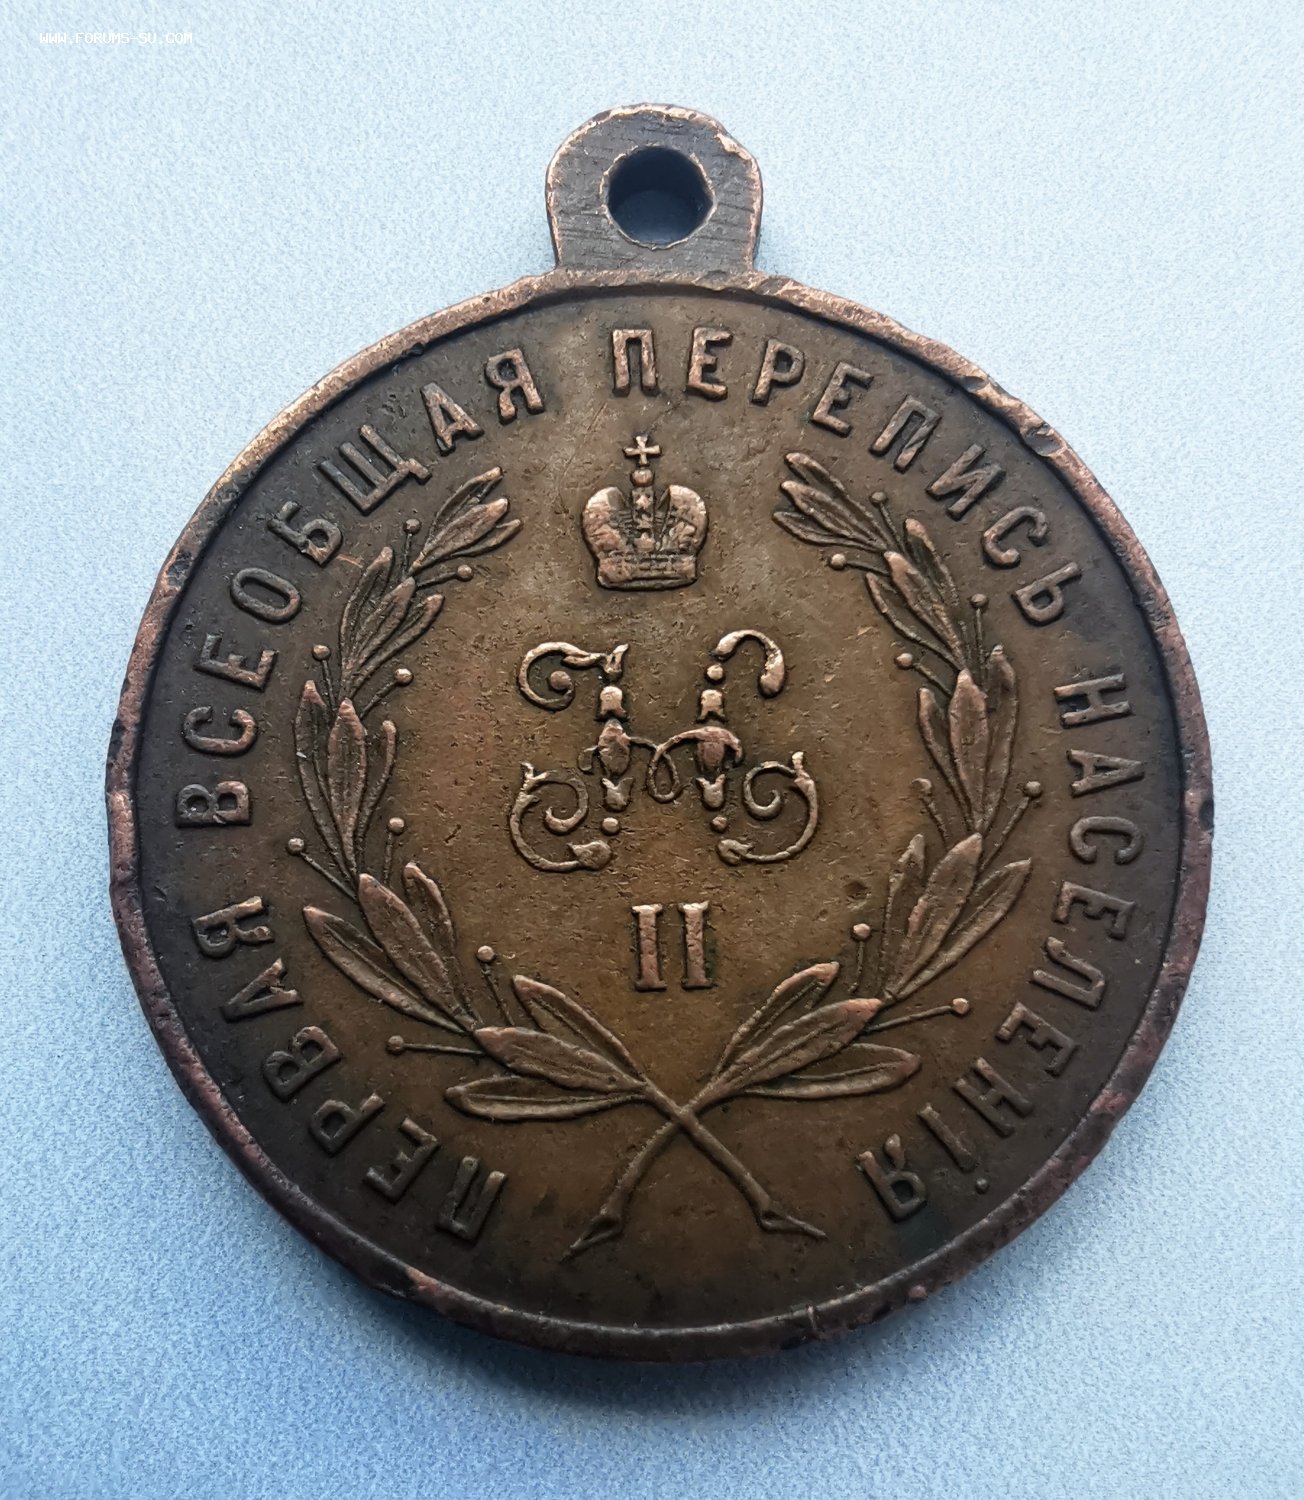 WWW.FORUMS-SU.COM
ПЕРВАЯ ВСЕОБЩАЯ ПЕРЕПИСЬ НАСЕЛЕНІЯ
Н
II